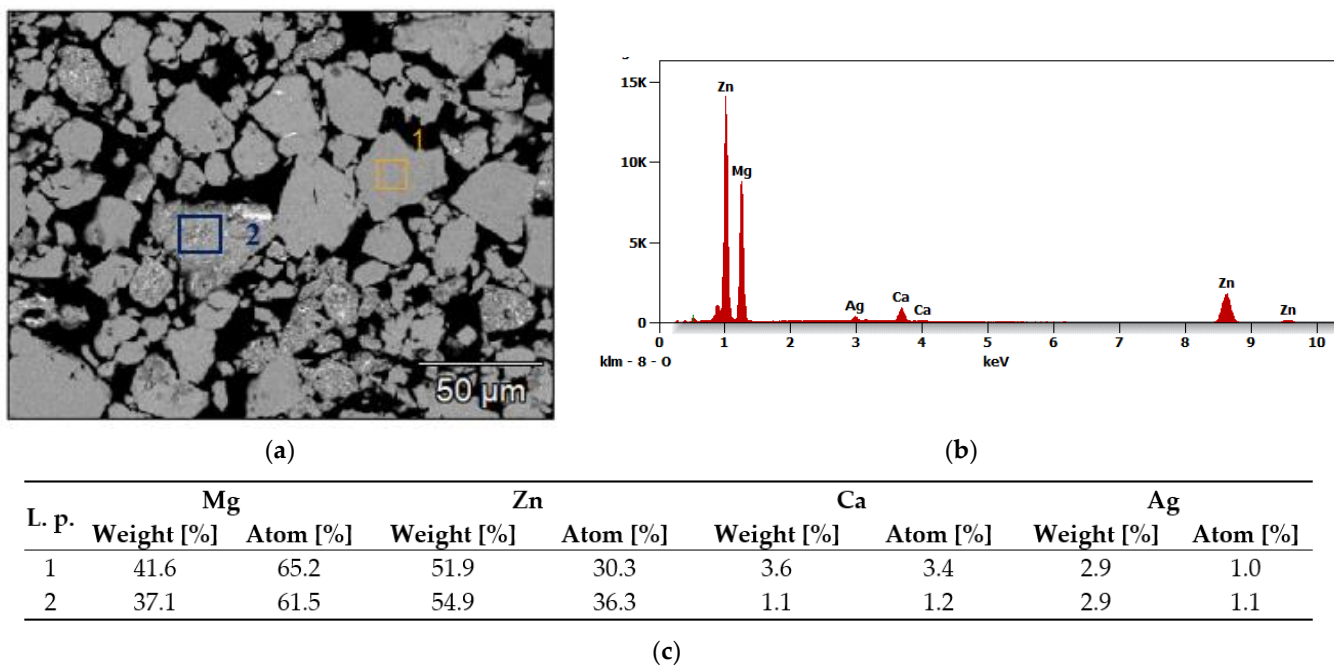 1
2
50 µm
(a)
15K
10K
5K
0
Zn
Mg
Ag
Ca
Ca
Zn
Zn
0 1 2 3 4 5 6 7 8 9 10
klm - 8 - O keV
(b)
Mg Zn Ca Ag
L. p. Weight [%] Atom [%] Weight [%] Atom [%] Weight [%] Atom [%] Weight [%] Atom [%]
1 41.6 65.2 51.9 30.3 3.6 3.4 2.9 1.0
2 37.1 61.5 54.9 36.3 1.1 1.2 2.9 1.1
(c)